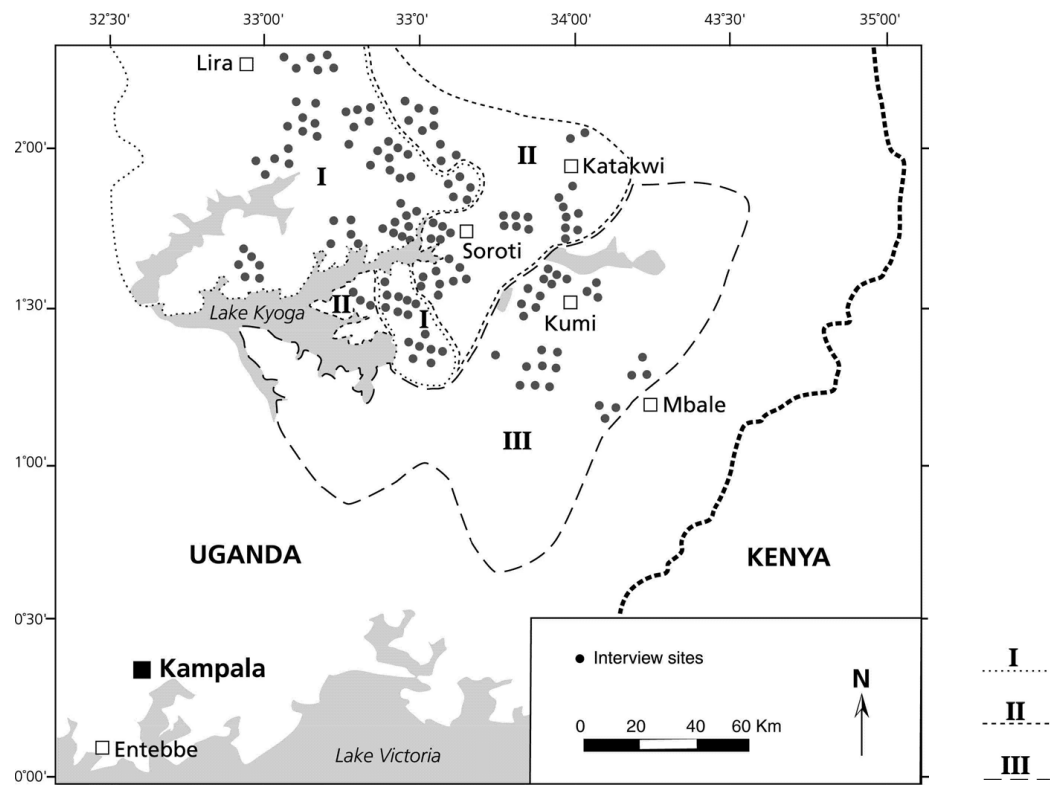 32°30' 33°00' 33°30' 34°00' 43°30' 35°00'
Lira
2°00'
II
Katakwi
I
Soroti
II
1°30'
Lake Kyoga
I
Kumi
Mbale
III
1°00'
UGANDA
KENYA
0°30'
I
Interview sites
Kampala
N
II
0 20 40 60 Km
Entebbe
Lake Victoria
III
0°00'